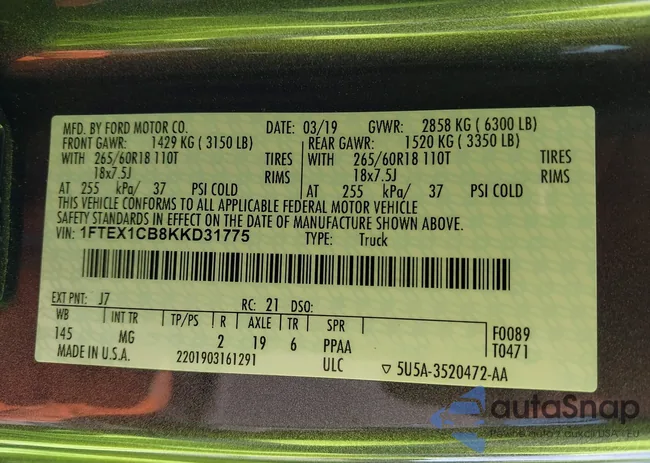 MFD. BY FORD MOTOR CO. DATE: 03/19 GVWR: 2858 KG ( 6300 LB)
FRONT GAWR: 1429 KG ( 3150 LB) REAR GAWR: 1520 KG ( 3350 LB)
WITH 265/60R18 110T TIRES WITH 265/60R18 110T TIRES
18x7.5J RIMS 18x7.5J RIMS
AT 255 kPa/ 37 PSI COLD AT 255 kPa/ 37 PSI COLD
THIS VEHICLE CONFORMS TO ALL APPLICABLE FEDERAL MOTOR VEHICLE
SAFETY STANDARDS IN EFFECT ON THE DATE OF MANUFACTURE SHOWN ABOVE.
VIN: 1FTEX1CB8KKD31775 TYPE: Truck
EXT PNT: J7 RC: 21 DSO:
WB INT TR TP/PS R AXLE TR SPR F0089
145 MG 2 19 6 PPAA T0471
MADE IN U.S.A. 2201903161291 ULC ▽ 5U5A-3520472-AA
autaSnap